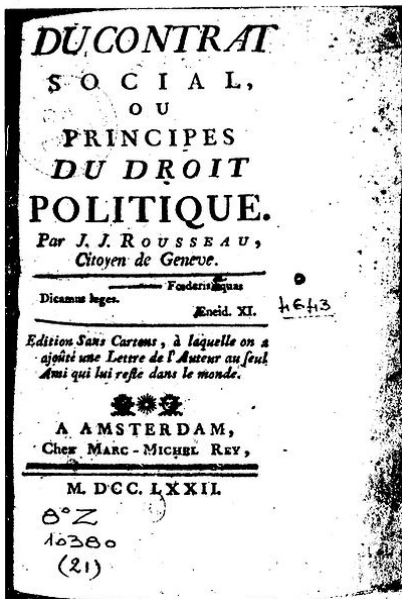 DU CONTRAT
SOCIAL,
OU
PRINCIPES
DU DROIT
POLITIQUE.
Par J. J. ROUSSEAU,
Citoyen de Geneve.
Fœderis æquas
Dicamus leges.
Æneid. XI.
4643
Edition Sans Cartons, à laquelle on a
ajoûté une Lettre de l'Auteur au seul
Ami qui lui reste dans le monde.
A AMSTERDAM,
Chez MARC-MICHEL REY,
M. DCC. LXXII.
8°Z
10380
(21)